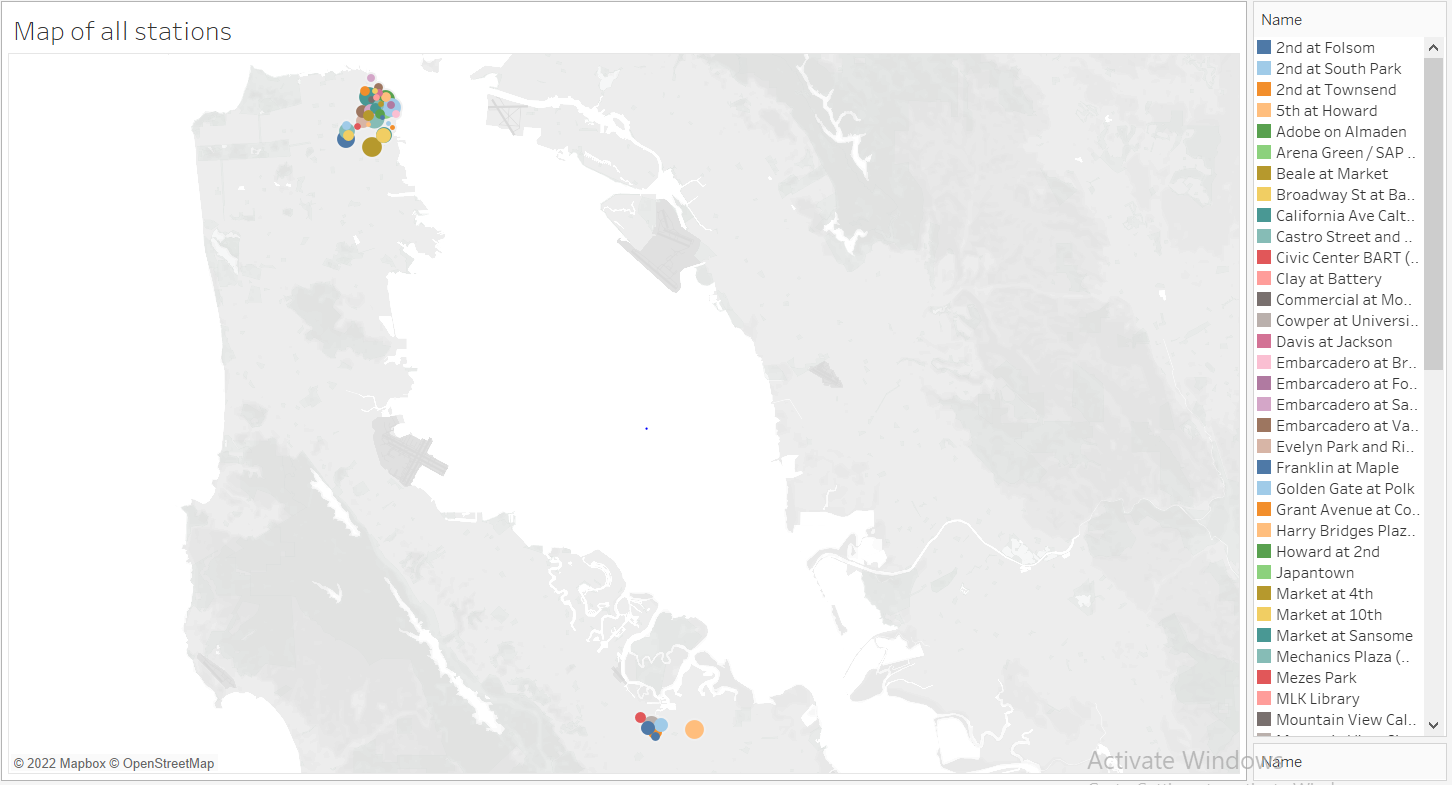 Map of all stations
© 2022 Mapbox © OpenStreetMap
Name
2nd at Folsom
2nd at South Park
2nd at Townsend
5th at Howard
Adobe on Almaden
Arena Green / SAP ..
Beale at Market
Broadway St at Ba..
California Ave Calt..
Castro Street and ..
Civic Center BART (..
Clay at Battery
Commercial at Mo..
Cowper at Universi..
Davis at Jackson
Embarcadero at Br..
Embarcadero at Fo..
Embarcadero at Sa..
Embarcadero at Va..
Evelyn Park and Ri..
Franklin at Maple
Golden Gate at Polk
Grant Avenue at Co..
Harry Bridges Plaz..
Howard at 2nd
Japantown
Market at 4th
Market at 10th
Market at Sansome
Mechanics Plaza (..
Mezes Park
MLK Library
Mountain View Cal..
Activate Windows
Name